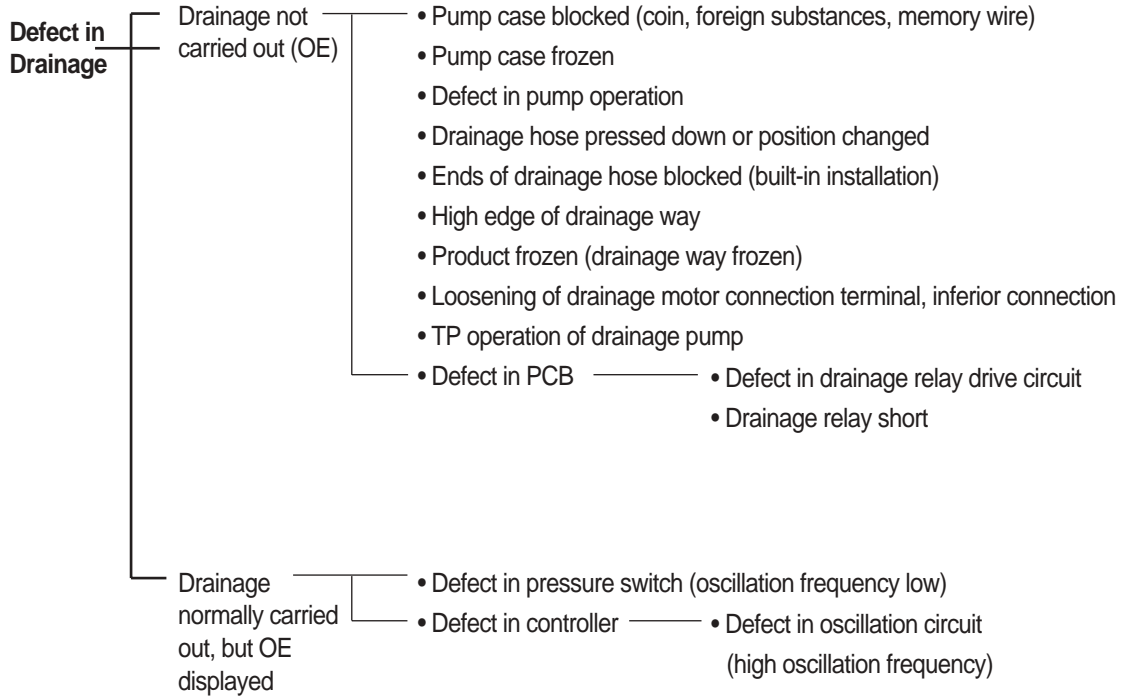 Defect in
Drainage
Drainage not
carried out (OE)
• Pump case blocked (coin, foreign substances, memory wire)
• Pump case frozen
• Defect in pump operation
• Drainage hose pressed down or position changed
• Ends of drainage hose blocked (built-in installation)
• High edge of drainage way
• Product frozen (drainage way frozen)
• Loosening of drainage motor connection terminal, inferior connection
• TP operation of drainage pump
• Defect in PCB
• Defect in drainage relay drive circuit
• Drainage relay short
Drainage
normally carried
out, but OE
displayed
• Defect in pressure switch (oscillation frequency low)
• Defect in controller
• Defect in oscillation circuit
(high oscillation frequency)